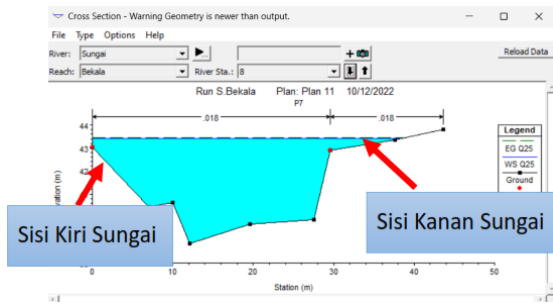 Cross Section - Warning Geometry is newer than output.
File Type Options Help
River: Sungai
Reload Data
Reach: Bekala River Sta.: 8
Run S.Bekala Plan: Plan 11 10/12/2022
P7
.018 .018
44
43
42
Legend
EG Q25
WS Q25
Ground
Sisi Kiri Sungai
Sisi Kanan Sungai
0 10 20 30 40 50
Station (m)